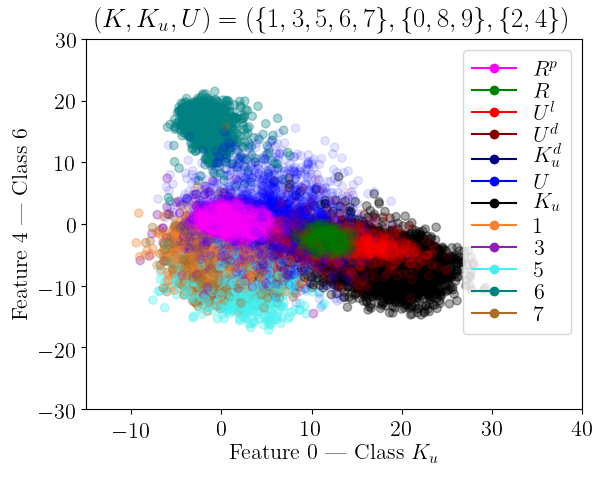 (K, K_u, U) = ({1, 3, 5, 6, 7}, {0, 8, 9}, {2, 4})
30
20
10
0
−10
−20
−30
Feature 4 — Class 6
R^p
R
U^l
U^d
K_u^d
U
K_u
1
3
5
6
7
−10
0
10
20
30
40
Feature 0 — Class K_u